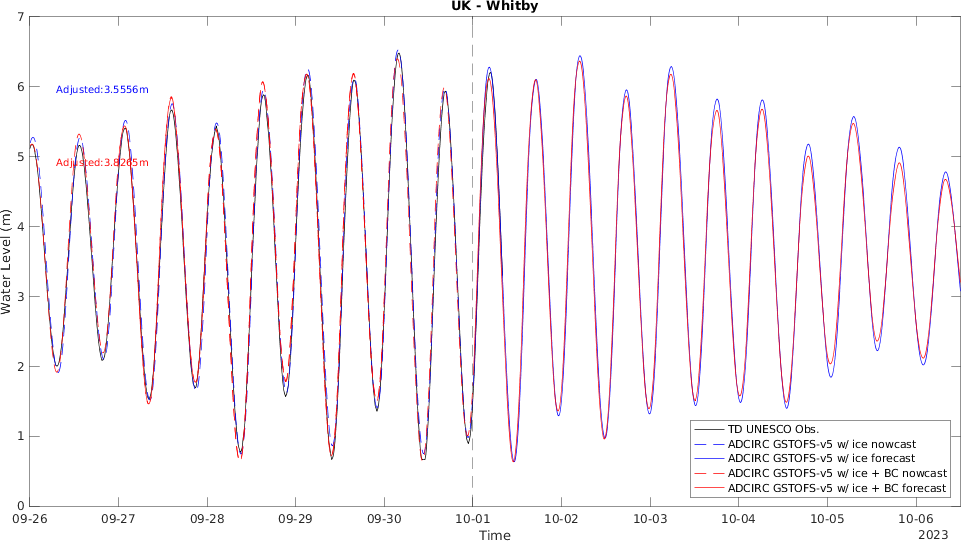 UK - Whitby
7
6
5
4
3
2
1
0
Water Level (m)
Adjusted:3.5556m
Adjusted:3.8265m
TD UNESCO Obs.
ADCIRC GSTOFS-v5 w/ ice nowcast
ADCIRC GSTOFS-v5 w/ ice forecast
ADCIRC GSTOFS-v5 w/ ice + BC nowcast
ADCIRC GSTOFS-v5 w/ ice + BC forecast
09-26 09-27 09-28 09-29 09-30 10-01 10-02 10-03 10-04 10-05 10-06
Time
2023